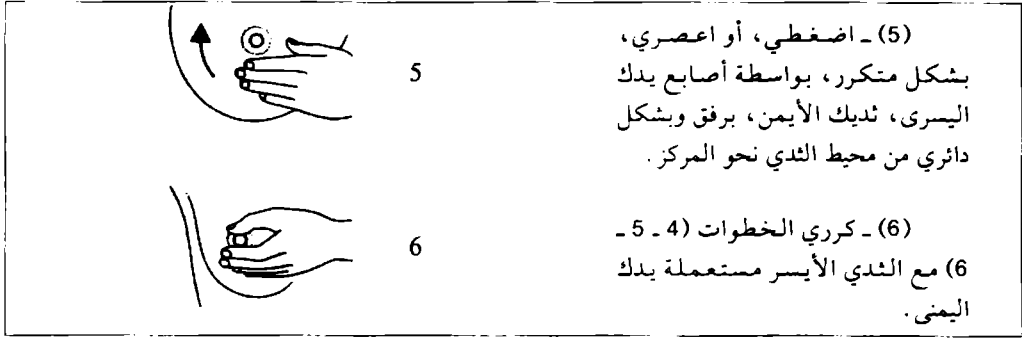 (5) ـ اضغطي، أو اعصري،
بشكل متكرر، بواسطة أصابع يدك
اليسرى، ثديك الأيمن، برفق وبشكل
دائري من محيط الثدي نحو المركز.
5
(6) ـ كرري الخطوات (4 ـ 5 ـ
6) مع الثدي الأيسر مستعملة يدك
اليمنى.
6